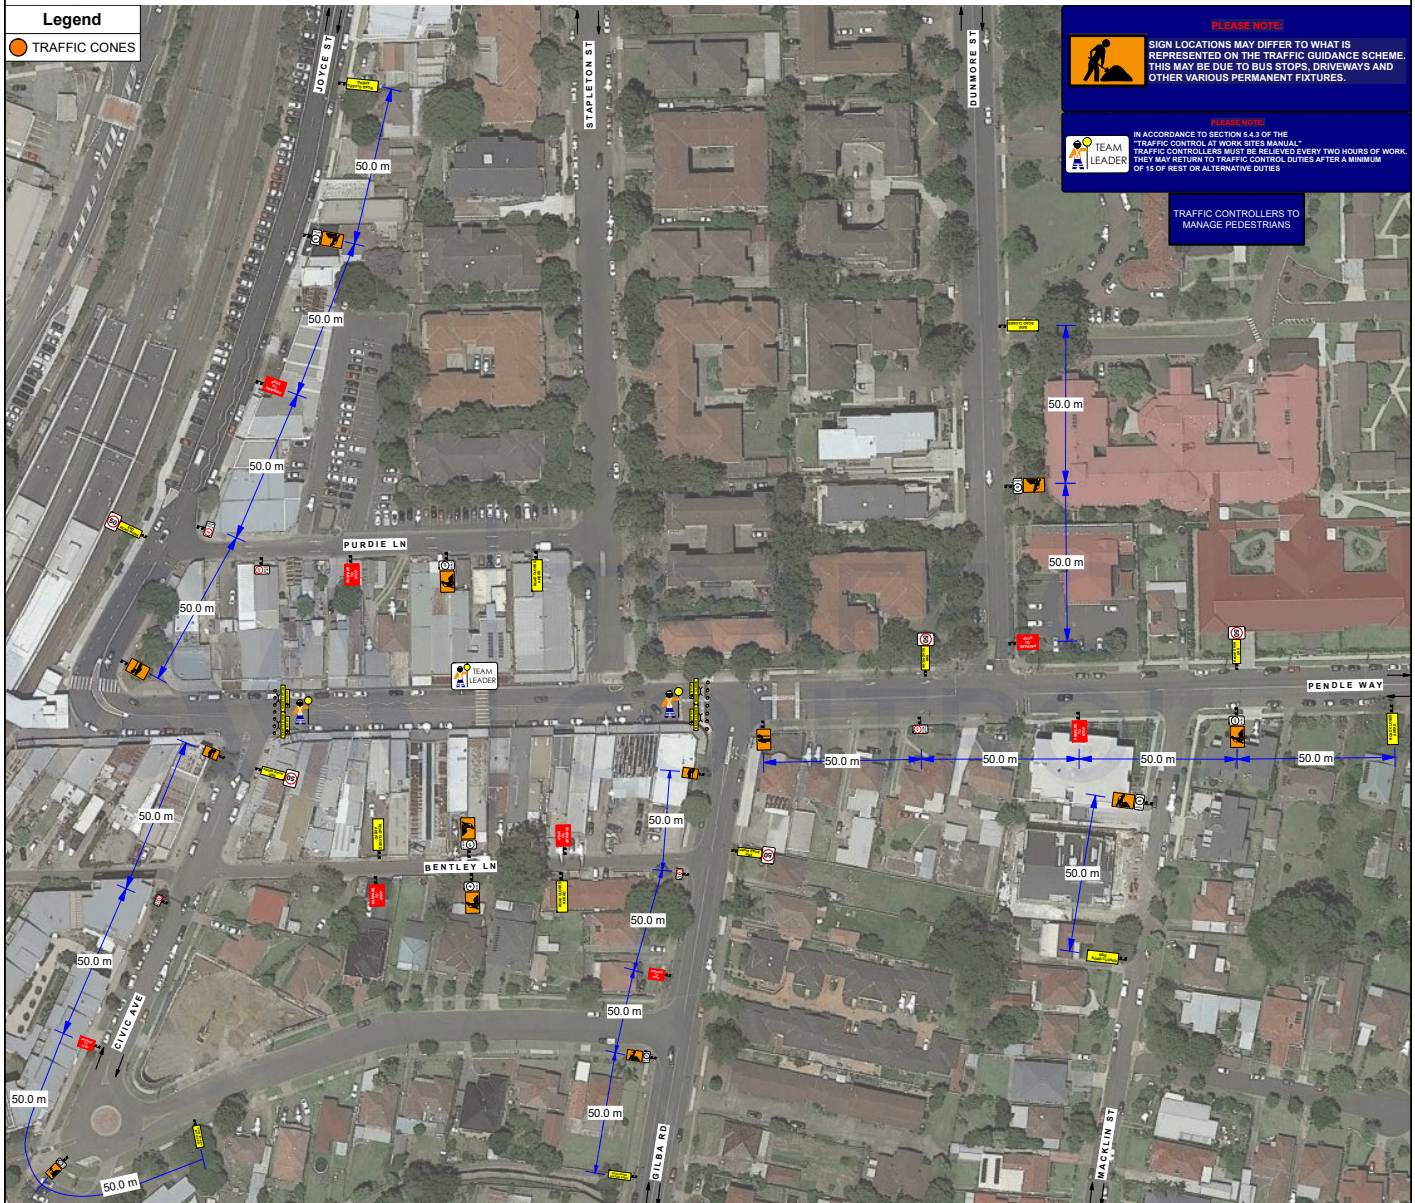 Legend
TRAFFIC CONES
PLEASE NOTE:
SIGN LOCATIONS MAY DIFFER TO WHAT IS
REPRESENTED ON THE TRAFFIC GUIDANCE SCHEME.
THIS MAY BE DUE TO BUS STOPS, DRIVEWAYS AND
OTHER VARIOUS PERMANENT FIXTURES.
PLEASE NOTE:
IN ACCORDANCE TO SECTION 5.4.3 OF THE
"TRAFFIC CONTROL AT WORK SITES MANUAL"
TRAFFIC CONTROLLERS MUST BE RELIEVED EVERY TWO HOURS OF WORK.
THEY MAY RETURN TO TRAFFIC CONTROL DUTIES AFTER A MINIMUM
OF 15 OF REST OR ALTERNATIVE DUTIES
TEAM
LEADER
TRAFFIC CONTROLLERS TO
MANAGE PEDESTRIANS
JOYCE ST
STAPLETON ST
DUNMORE ST
50.0 m
50.0 m
50.0 m
50.0 m
50.0 m
50.0 m
PURDIE LN
TEAM
LEADER
PENDLE WAY
50.0 m
50.0 m
50.0 m
50.0 m
50.0 m
50.0 m
BENTLEY LN
50.0 m
50.0 m
50.0 m
50.0 m
CIVIC AVE
50.0 m
50.0 m
50.0 m
GILBA RD
MACKLIN ST